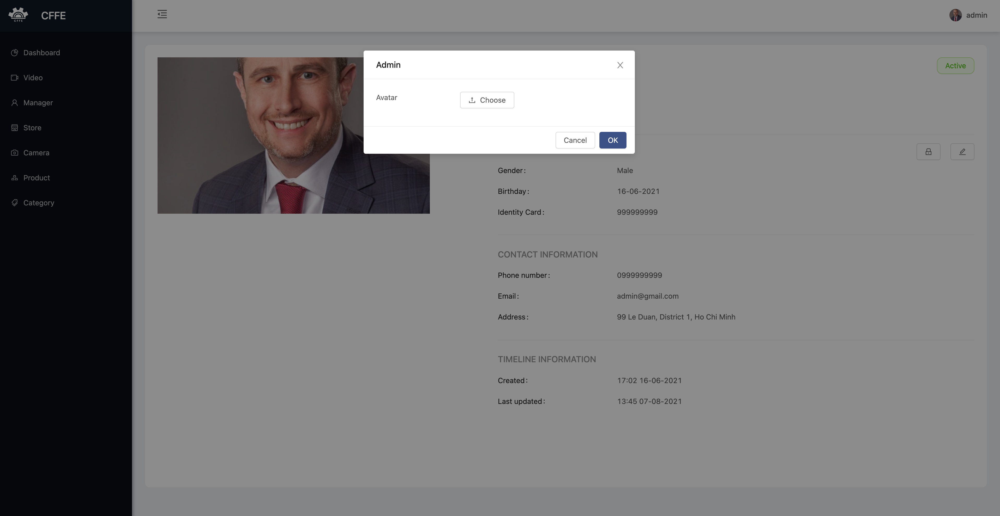 CFFE
CFFE
admin
Dashboard
Video
Manager
Store
Camera
Product
Category
Admin
Avatar
Choose
Cancel
OK
Active
Gender:
Male
Birthday:
16-06-2021
Identity Card:
999999999
CONTACT INFORMATION
Phone number:
0999999999
Email:
admin@gmail.com
Address:
99 Le Duan, District 1, Ho Chi Minh
TIMELINE INFORMATION
Created:
17:02 16-06-2021
Last updated:
13:45 07-08-2021